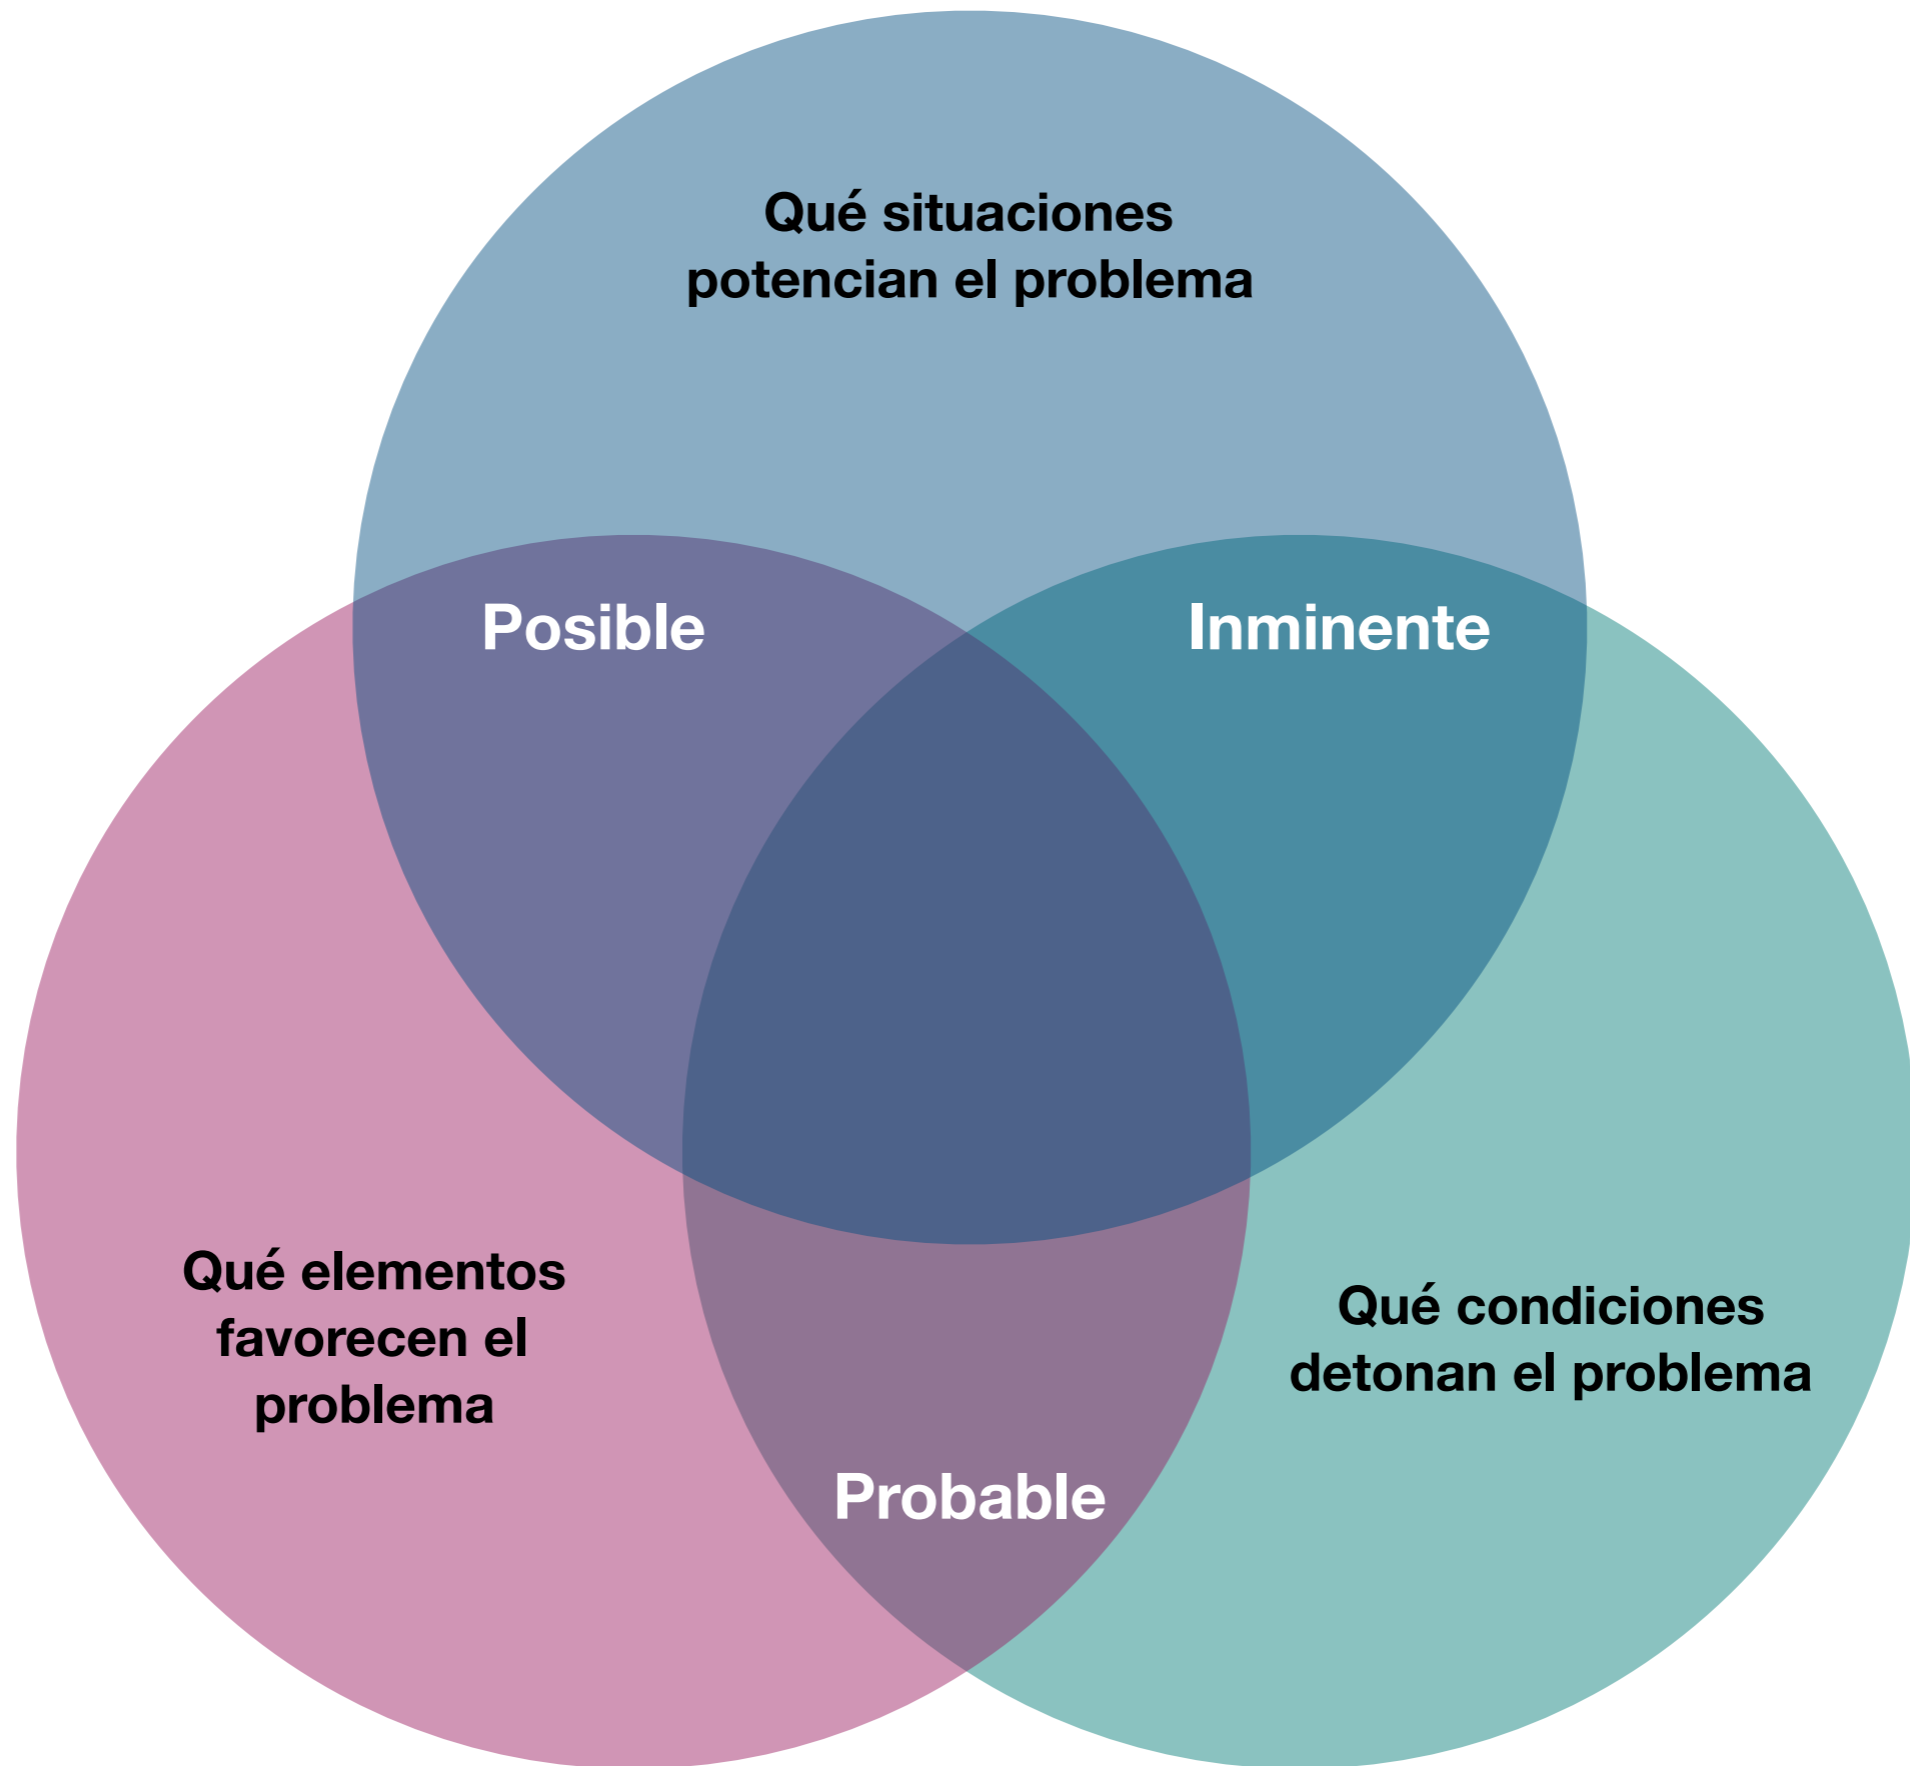 Qué situaciones
potencian el problema
Posible
Inminente
Qué elementos
favorecen el
problema
Qué condiciones
detonan el problema
Probable